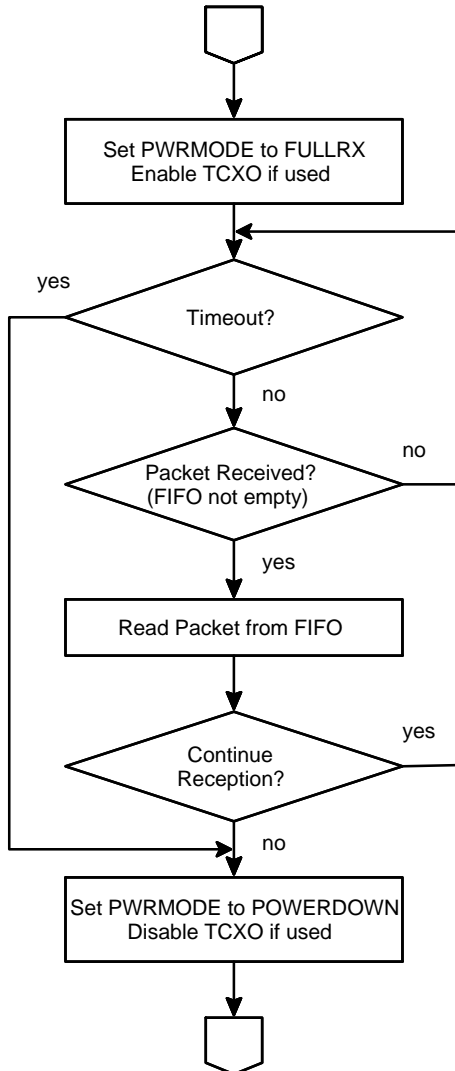 Set PWRMODE to FULLRX
Enable TCXO if used
yes
Timeout?
no
Packet Received?
(FIFO not empty)
no
yes
Read Packet from FIFO
Continue
Reception?
yes
no
Set PWRMODE to POWERDOWN
Disable TCXO if used